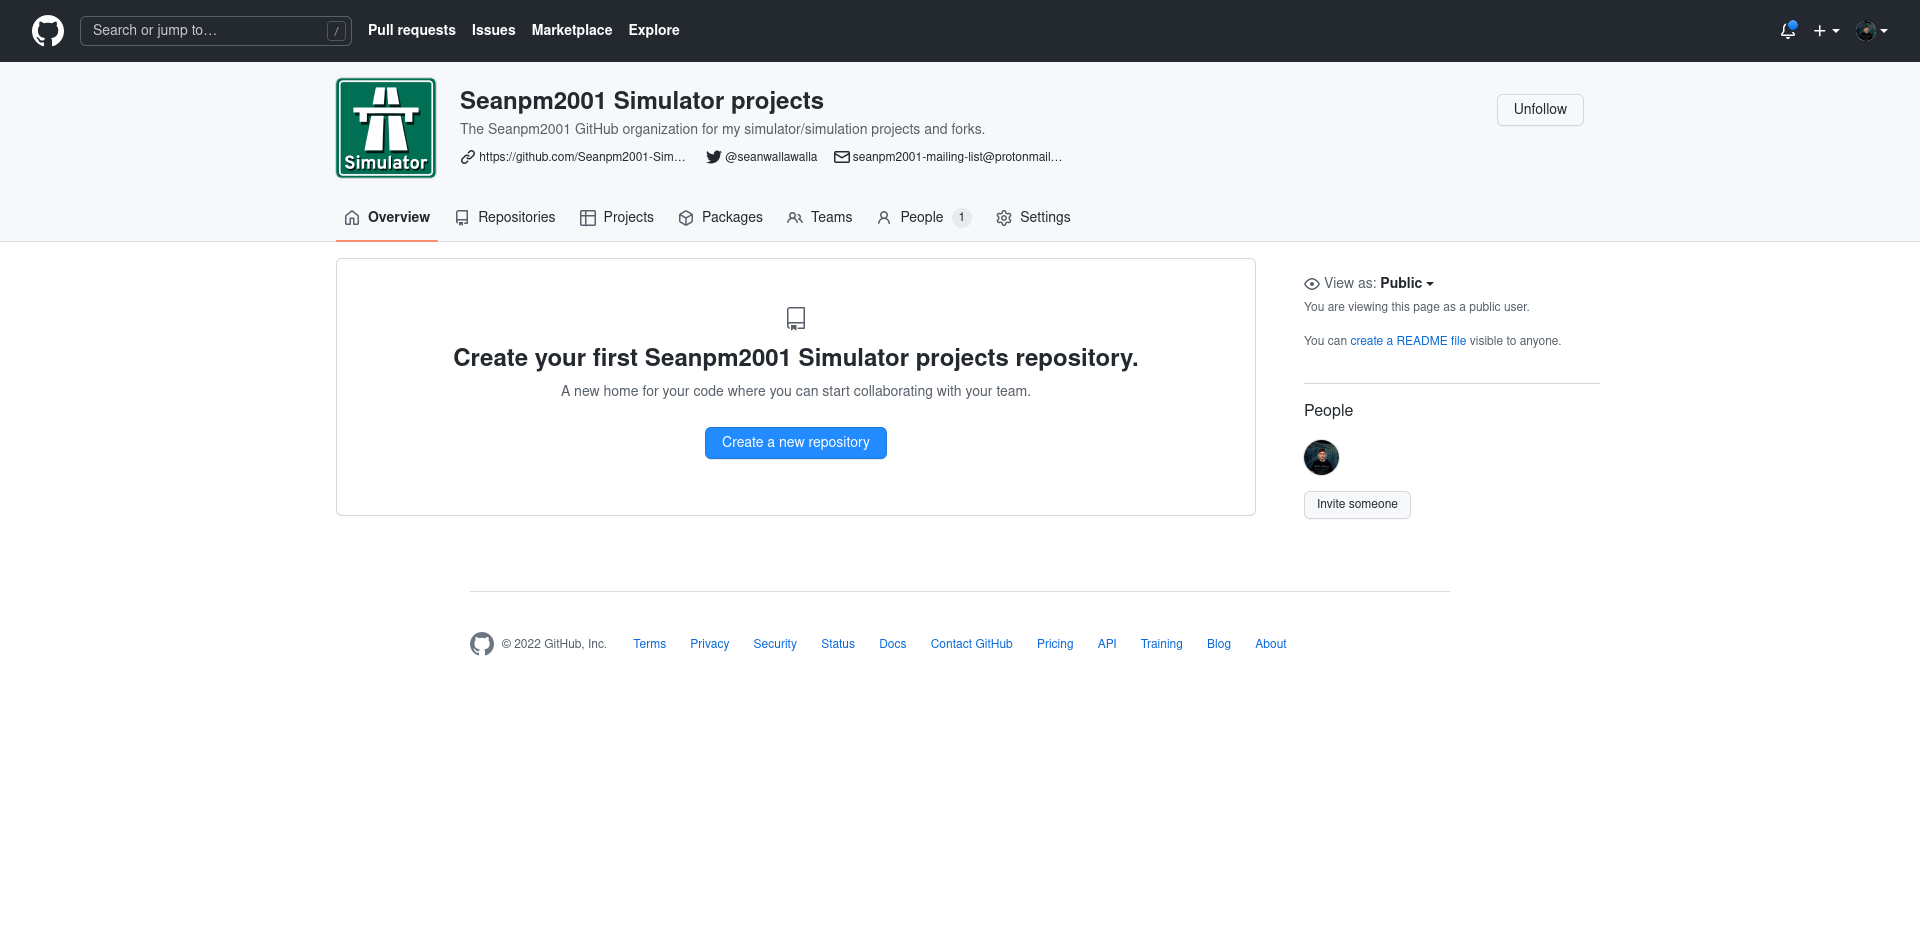 Search or jump to… /
Pull requests Issues Marketplace Explore
Simulator
Seanpm2001 Simulator projects
The Seanpm2001 GitHub organization for my simulator/simulation projects and forks.
https://github.com/Seanpm2001-Sim… @seanwallawalla seanpm2001-mailing-list@protonmail…
Unfollow
Overview Repositories Projects Packages Teams People 1 Settings
Create your first Seanpm2001 Simulator projects repository.
A new home for your code where you can start collaborating with your team.
Create a new repository
View as: Public
You are viewing this page as a public user.
You can create a README file visible to anyone.
People
Invite someone
© 2022 GitHub, Inc. Terms Privacy Security Status Docs Contact GitHub Pricing API Training Blog About